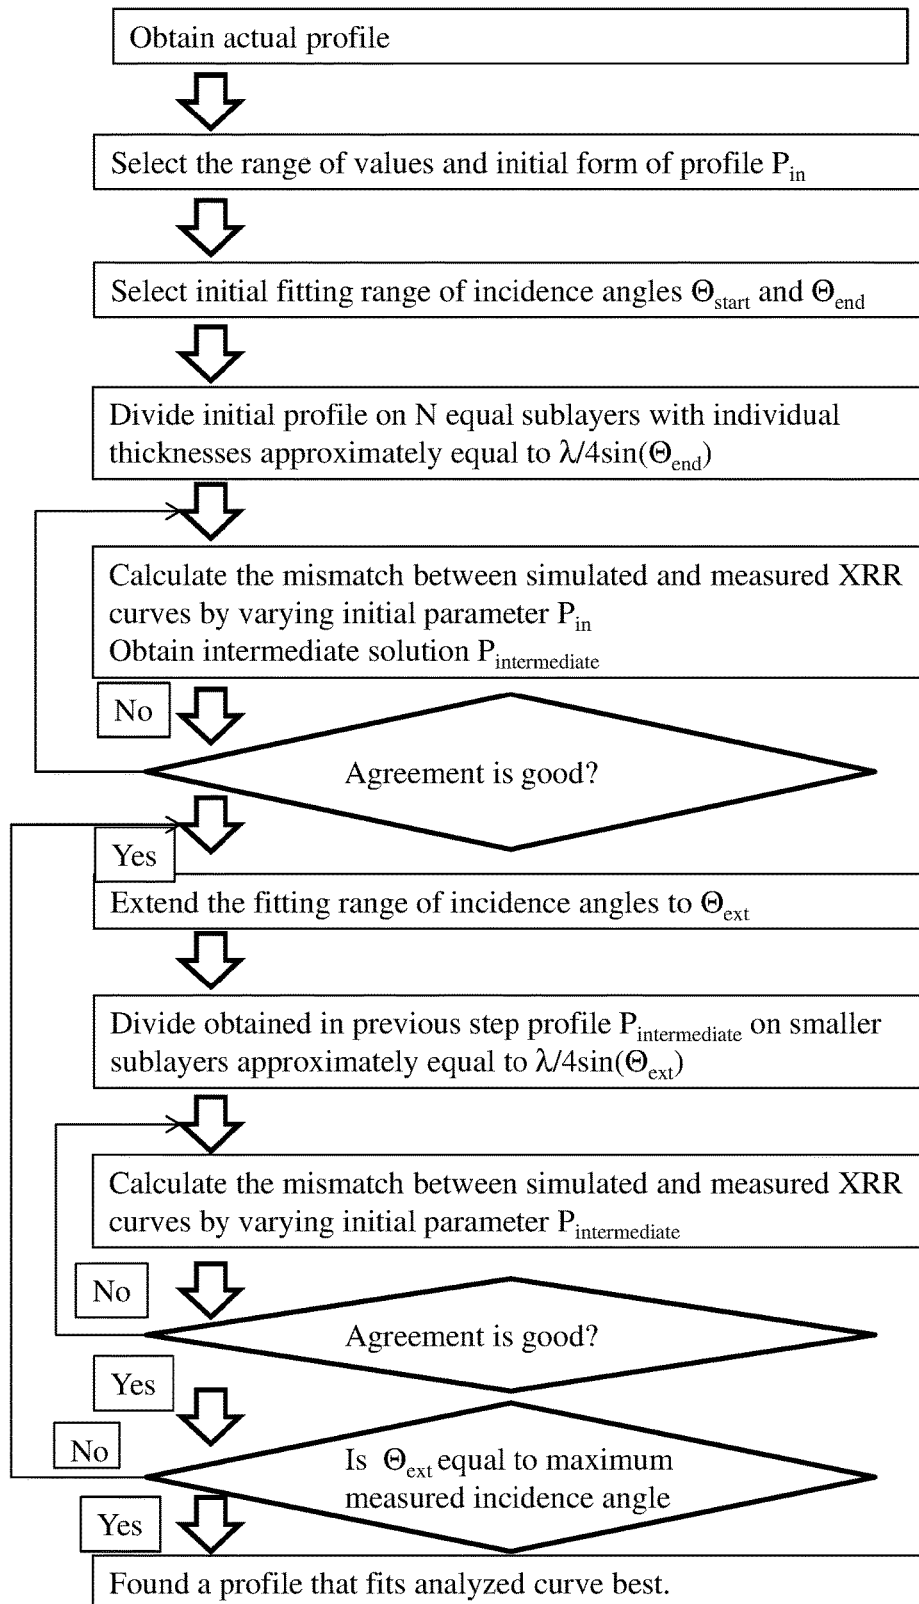 Obtain actual profile
Select the range of values and initial form of profile P_in
Select initial fitting range of incidence angles Θ_start and Θ_end
Divide initial profile on N equal sublayers with individual
thicknesses approximately equal to λ/4sin(Θ_end)
Calculate the mismatch between simulated and measured XRR
curves by varying initial parameter P_in
Obtain intermediate solution P_intermediate
No
Agreement is good?
Yes
Extend the fitting range of incidence angles to Θ_ext
Divide obtained in previous step profile P_intermediate on smaller
sublayers approximately equal to λ/4sin(Θ_ext)
Calculate the mismatch between simulated and measured XRR
curves by varying initial parameter P_intermediate
No
Agreement is good?
Yes
No
Is Θ_ext equal to maximum
measured incidence angle
Yes
Found a profile that fits analyzed curve best.